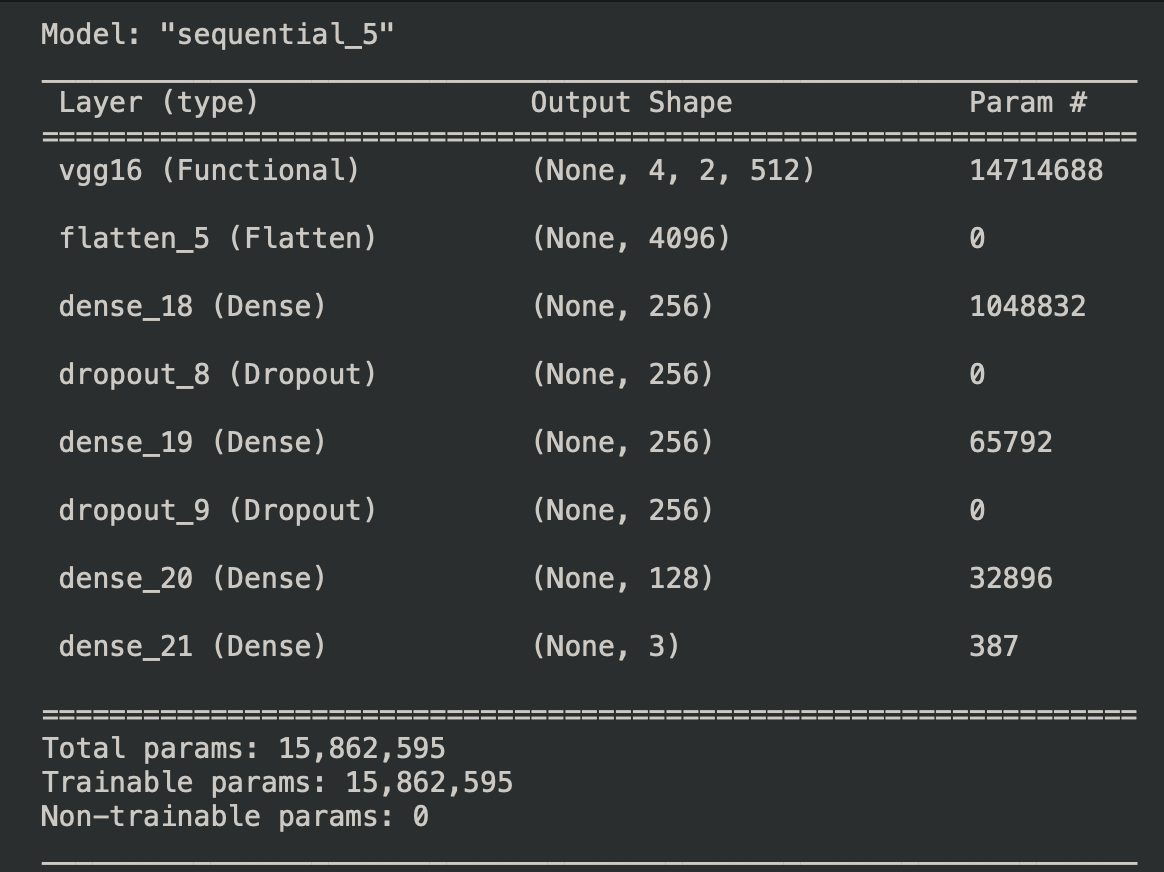 Model: "sequential_5"
Layer (type) Output Shape Param #
vgg16 (Functional) (None, 4, 2, 512) 14714688
flatten_5 (Flatten) (None, 4096) 0
dense_18 (Dense) (None, 256) 1048832
dropout_8 (Dropout) (None, 256) 0
dense_19 (Dense) (None, 256) 65792
dropout_9 (Dropout) (None, 256) 0
dense_20 (Dense) (None, 128) 32896
dense_21 (Dense) (None, 3) 387
Total params: 15,862,595
Trainable params: 15,862,595
Non-trainable params: 0